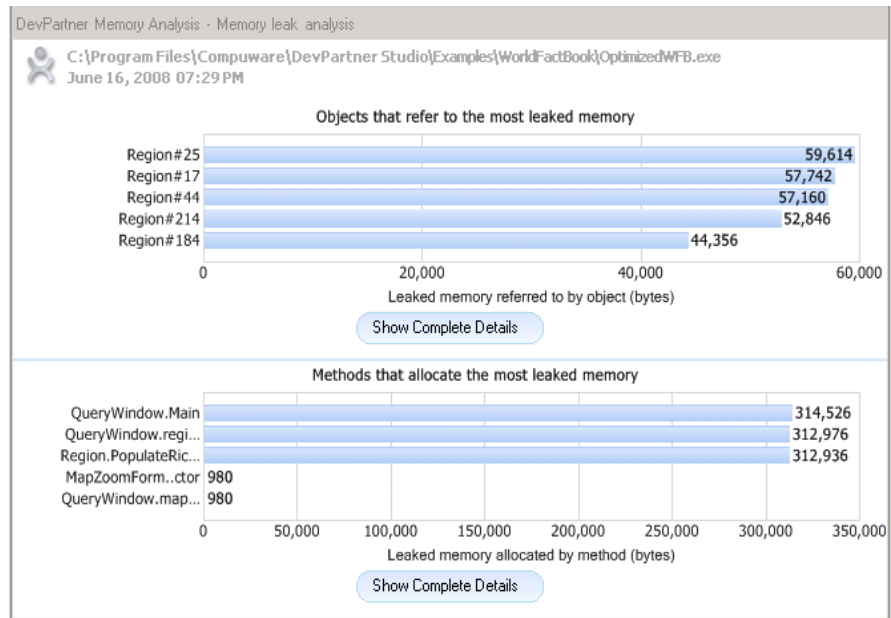 DevPartner Memory Analysis - Memory leak analysis
C:\Program Files\Compuware\DevPartner Studio\Examples\WorldFactBook\OptimizedWFB.exe
June 16, 2008 07:29 PM
Objects that refer to the most leaked memory
Region#25 59,614
Region#17 57,742
Region#44 57,160
Region#214 52,846
Region#184 44,356
0 20,000 40,000 60,000
Leaked memory referred to by object (bytes)
Show Complete Details
Methods that allocate the most leaked memory
QueryWindow.Main 314,526
QueryWindow.regi... 312,976
Region.PopulateRic... 312,936
MapZoomForm..ctor 980
QueryWindow.map... 980
0 50,000 100,000 150,000 200,000 250,000 300,000 350,000
Leaked memory allocated by method (bytes)
Show Complete Details